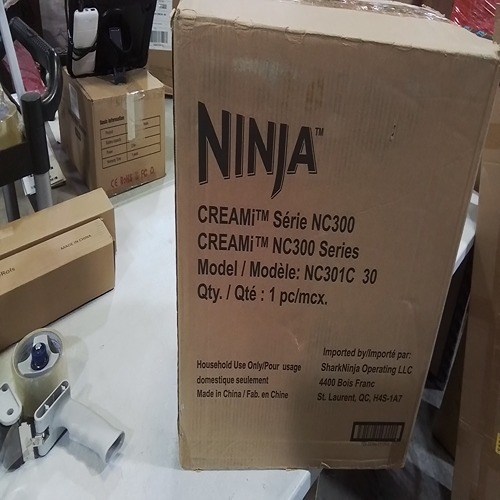 NINJA™
CREAMi™ Série NC300
CREAMi™ NC300 Series
Model / Modèle: NC301C 30
Qty. / Qté : 1 pc/mcx.
Household Use Only/Pour usage
domestique seulement
Made in China / Fab. en Chine
Imported by/Importé par:
SharkNinja Operating LLC
4400 Bois Franc
St. Laurent, QC, H4S-1A7